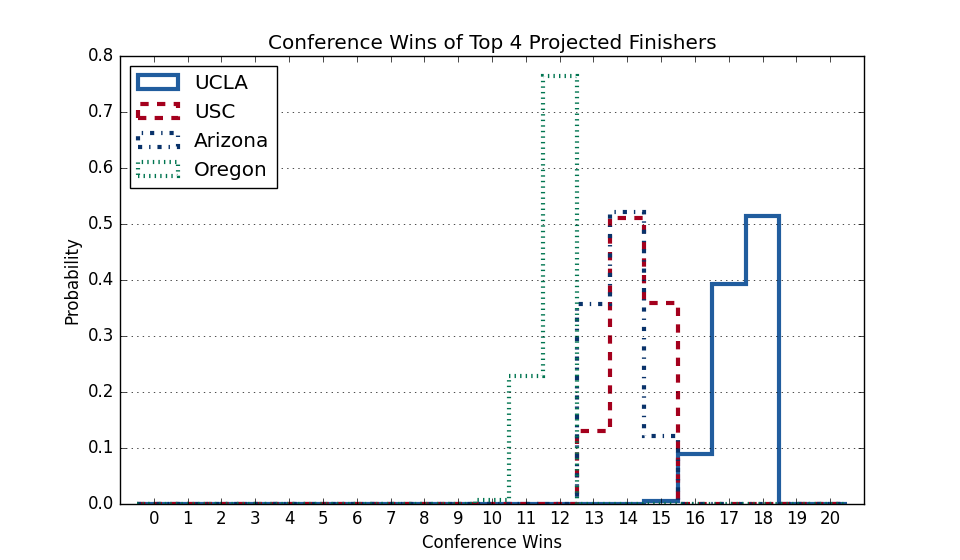 Conference Wins of Top 4 Projected Finishers
0.8
0.7
0.6
0.5
0.4
0.3
0.2
0.1
0.0
Probability
UCLA
USC
Arizona
Oregon
0 1 2 3 4 5 6 7 8 9 10 11 12 13 14 15 16 17 18 19 20
Conference Wins